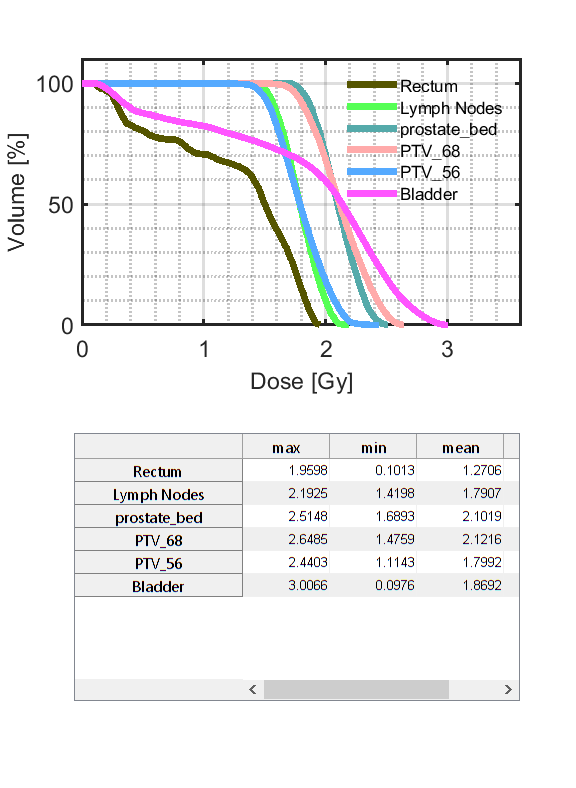 100
50
0
Volume [%]
Rectum
Lymph Nodes
prostate_bed
PTV_68
PTV_56
Bladder
0 1 2 3
Dose [Gy]
max min mean
Rectum 1.9598 0.1013 1.2706
Lymph Nodes 2.1925 1.4198 1.7907
prostate_bed 2.5148 1.6893 2.1019
PTV_68 2.6485 1.4759 2.1216
PTV_56 2.4403 1.1143 1.7992
Bladder 3.0066 0.0976 1.8692